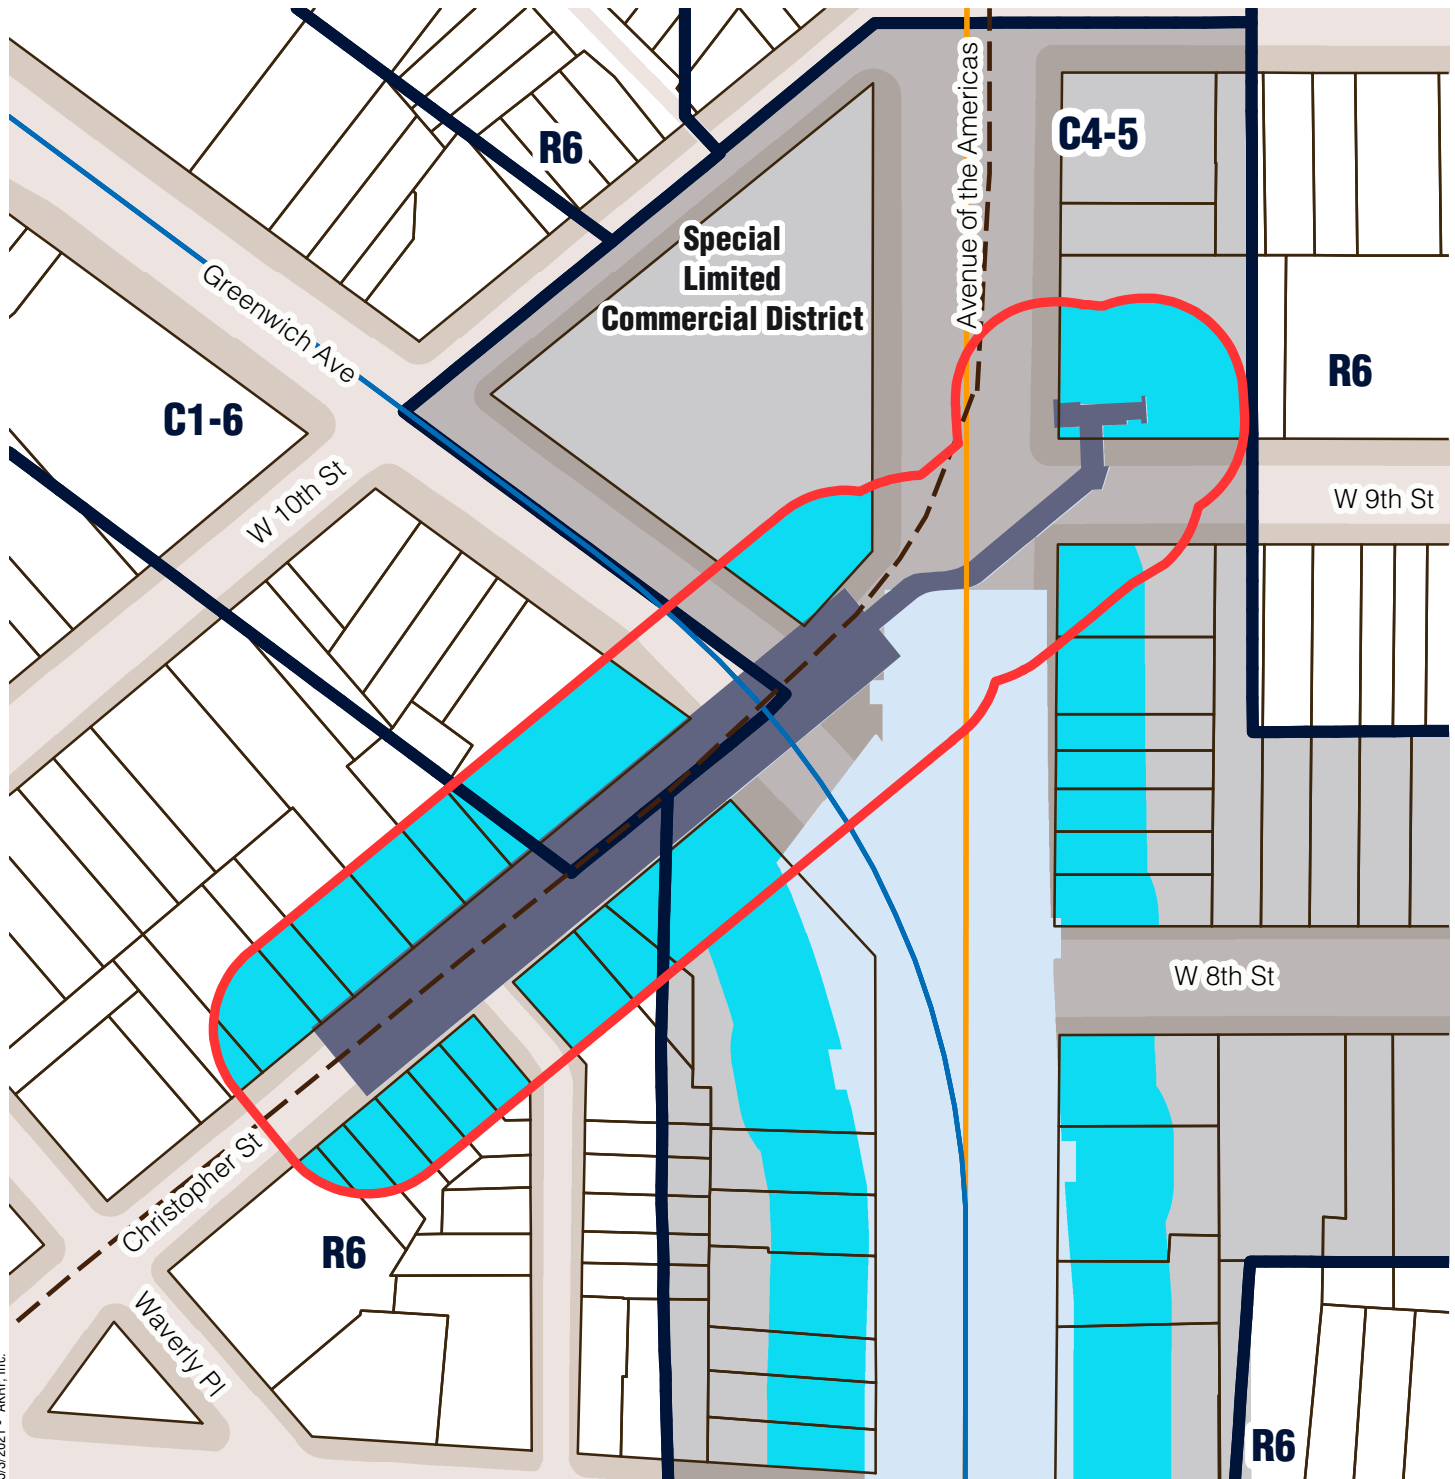 R6
C4-5
Avenue of the Americas
Special
Limited
Commercial District
Greenwich Ave
C1-6
R6
W 10th St
W 9th St
W 8th St
Christopher St
R6
Waverly Pl
R6